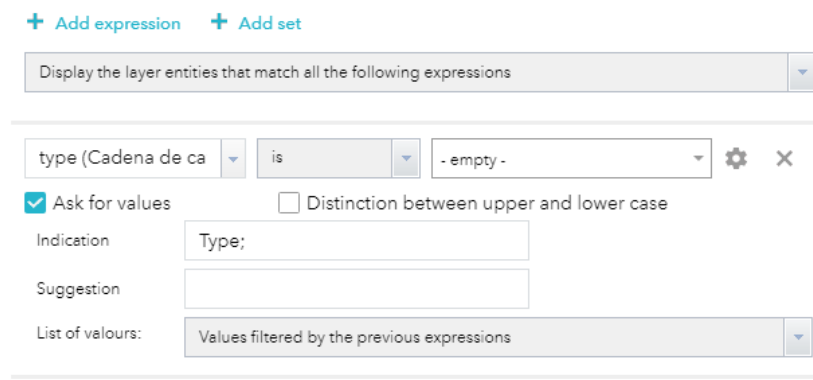 + Add expression + Add set
Display the layer entities that match all the following expressions
type (Cadena de ca is - empty -
Ask for values Distinction between upper and lower case
Indication Type;
Suggestion
List of valours: Values filtered by the previous expressions